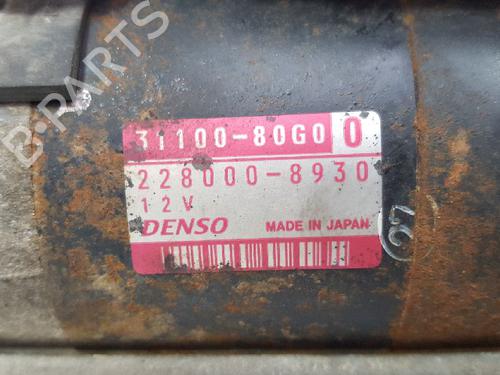 B-PARTS
31100-80G0 0
228000-8930
12V
DENSO MADE IN JAPAN